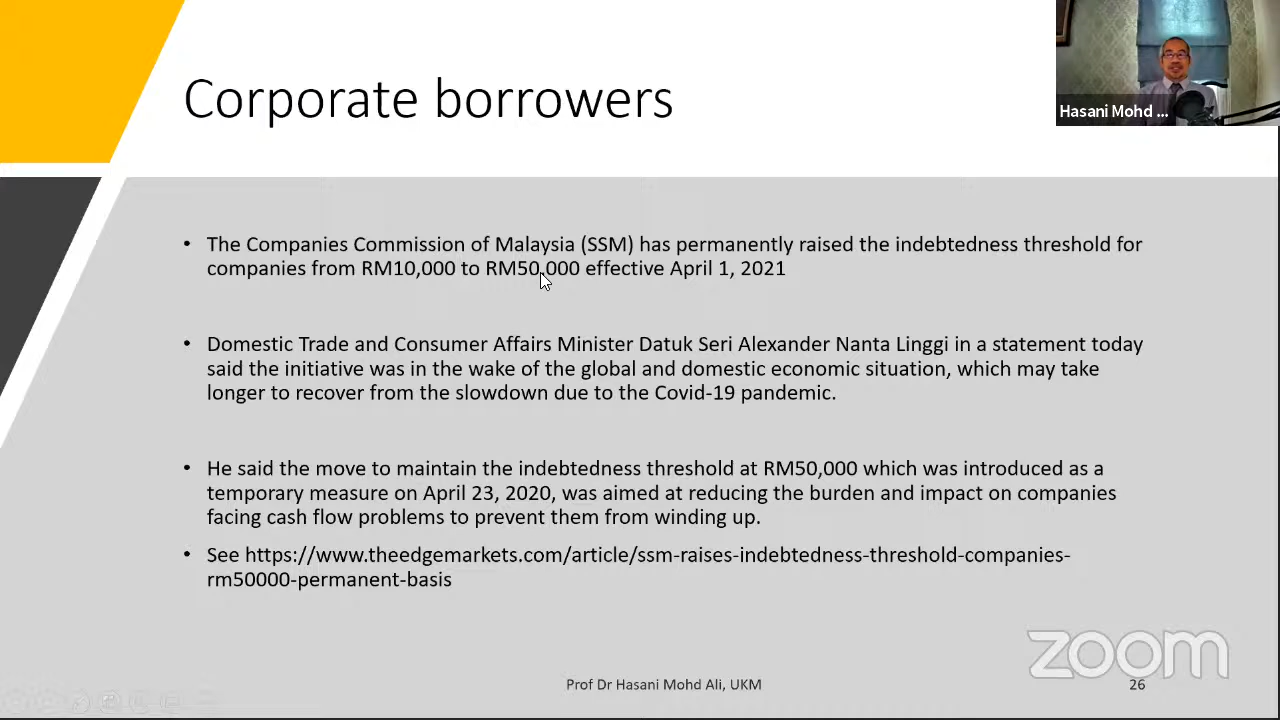 Corporate borrowers
Hasani Mohd ...
• The Companies Commission of Malaysia (SSM) has permanently raised the indebtedness threshold for
companies from RM10,000 to RM50,000 effective April 1, 2021
• Domestic Trade and Consumer Affairs Minister Datuk Seri Alexander Nanta Linggi in a statement today
said the initiative was in the wake of the global and domestic economic situation, which may take
longer to recover from the slowdown due to the Covid-19 pandemic.
• He said the move to maintain the indebtedness threshold at RM50,000 which was introduced as a
temporary measure on April 23, 2020, was aimed at reducing the burden and impact on companies
facing cash flow problems to prevent them from winding up.
• See https://www.theedgemarkets.com/article/ssm-raises-indebtedness-threshold-companies-
rm50000-permanent-basis
zoom
Prof Dr Hasani Mohd Ali, UKM
26